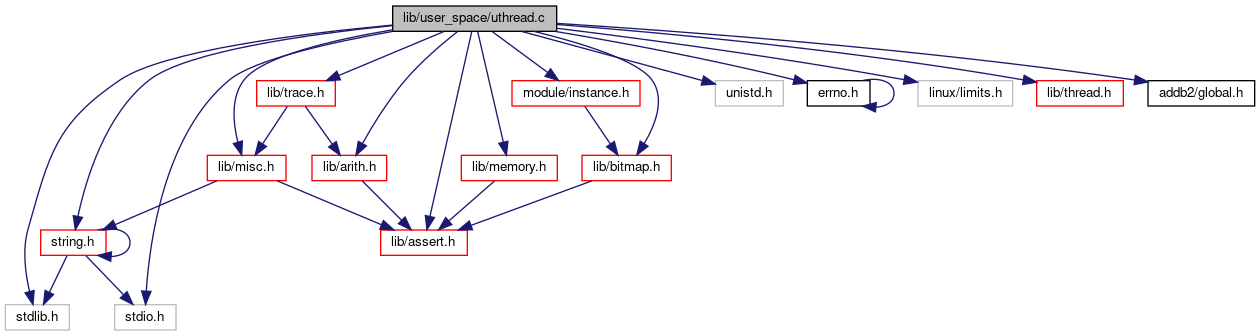 lib/user_space/uthread.c
lib/trace.h
module/instance.h
unistd.h
errno.h
linux/limits.h
lib/thread.h
addb2/global.h
lib/misc.h
lib/arith.h
lib/memory.h
lib/bitmap.h
string.h
lib/assert.h
stdlib.h
stdio.h